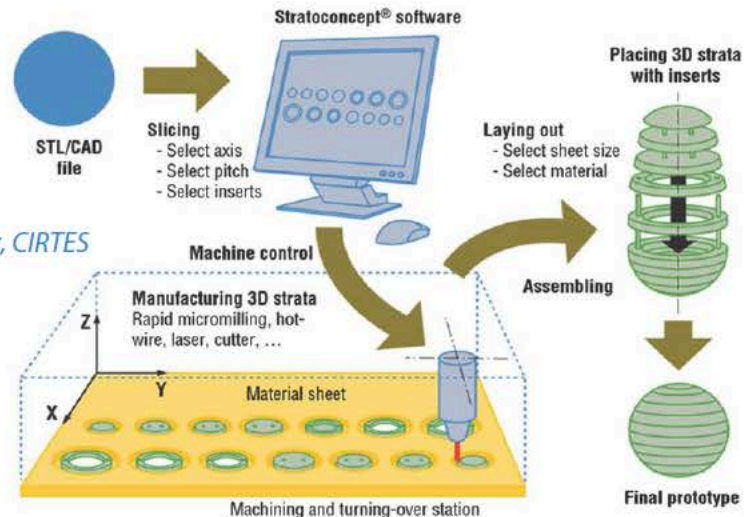 Stratoconcept® software
STL/CAD
file
Slicing
- Select axis
- Select pitch
- Select inserts
Laying out
- Select sheet size
- Select material
Placing 3D strata
with inserts
, CIRTES
Machine control
Assembling
Manufacturing 3D strata
Rapid micromilling, hot-
wire, laser, cutter, ...
Z
Y
X
Material sheet
Machining and turning-over station
Final prototype